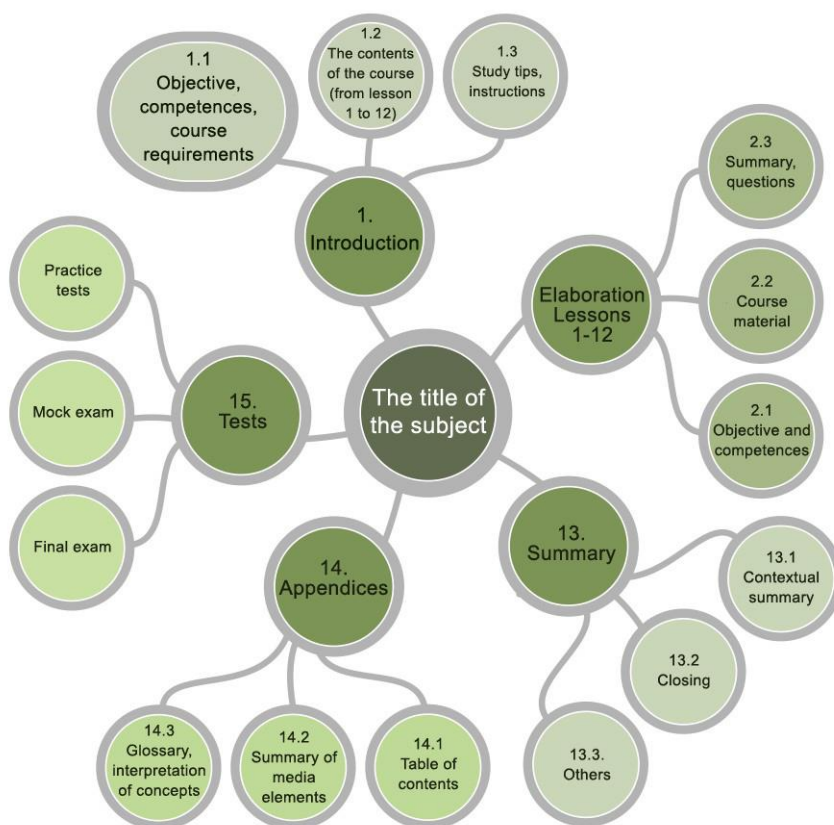 The title of
the subject
1.
Introduction
1.1
Objective,
competences,
course
requirements
1.2
The contents
of the course
(from lesson
1 to 12)
1.3
Study tips,
instructions
Elaboration
Lessons
1-12
2.3
Summary,
questions
2.2
Course
material
2.1
Objective and
competences
13.
Summary
13.1
Contextual
summary
13.2
Closing
13.3.
Others
14.
Appendices
14.1
Table of
contents
14.2
Summary of
media
elements
14.3
Glossary,
interpretation
of concepts
15.
Tests
Practice
tests
Mock exam
Final exam